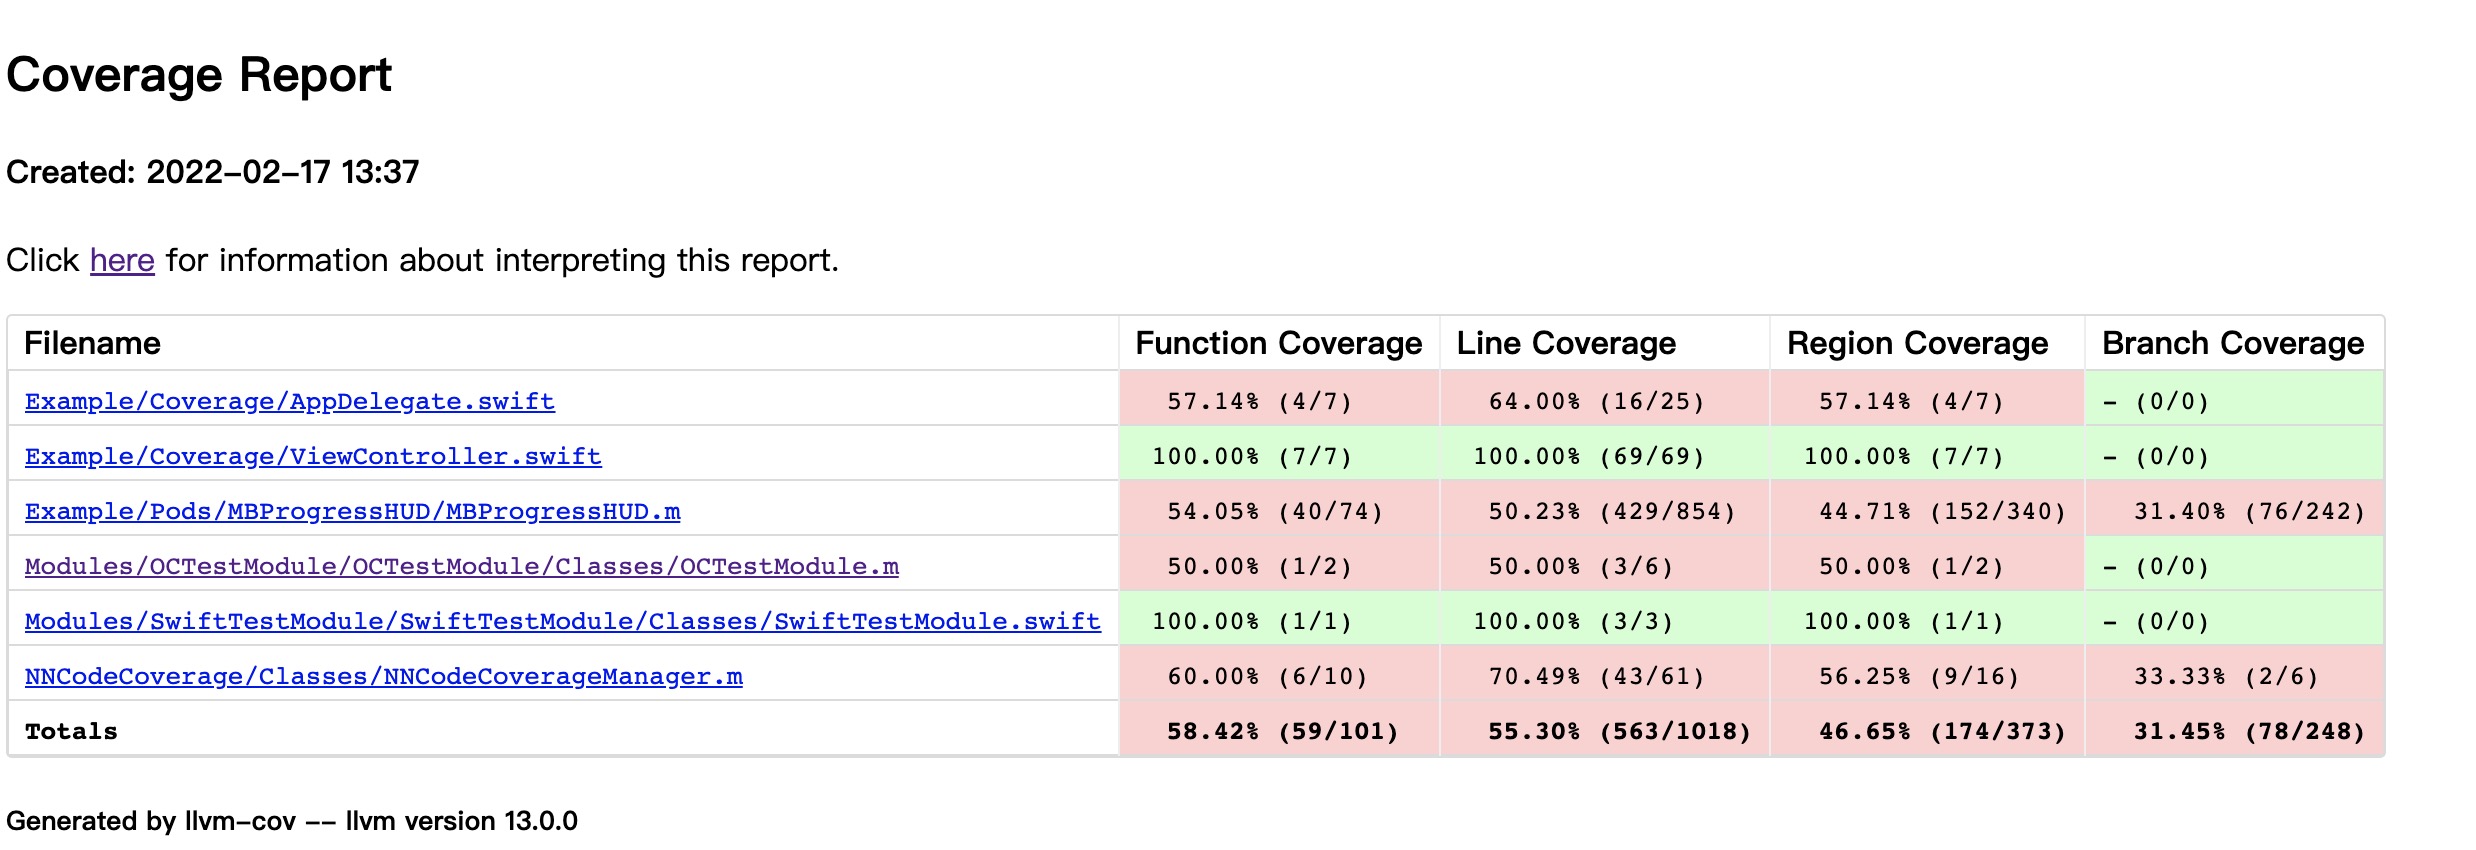 Coverage Report
Created: 2022-02-17 13:37
Click here for information about interpreting this report.
Filename Function Coverage Line Coverage Region Coverage Branch Coverage
Example/Coverage/AppDelegate.swift 57.14% (4/7) 64.00% (16/25) 57.14% (4/7) - (0/0)
Example/Coverage/ViewController.swift 100.00% (7/7) 100.00% (69/69) 100.00% (7/7) - (0/0)
Example/Pods/MBProgressHUD/MBProgressHUD.m 54.05% (40/74) 50.23% (429/854) 44.71% (152/340) 31.40% (76/242)
Modules/OCTestModule/OCTestModule/Classes/OCTestModule.m 50.00% (1/2) 50.00% (3/6) 50.00% (1/2) - (0/0)
Modules/SwiftTestModule/SwiftTestModule/Classes/SwiftTestModule.swift 100.00% (1/1) 100.00% (3/3) 100.00% (1/1) - (0/0)
NNCodeCoverage/Classes/NNCodeCoverageManager.m 60.00% (6/10) 70.49% (43/61) 56.25% (9/16) 33.33% (2/6)
Totals 58.42% (59/101) 55.30% (563/1018) 46.65% (174/373) 31.45% (78/248)
Generated by llvm-cov -- llvm version 13.0.0